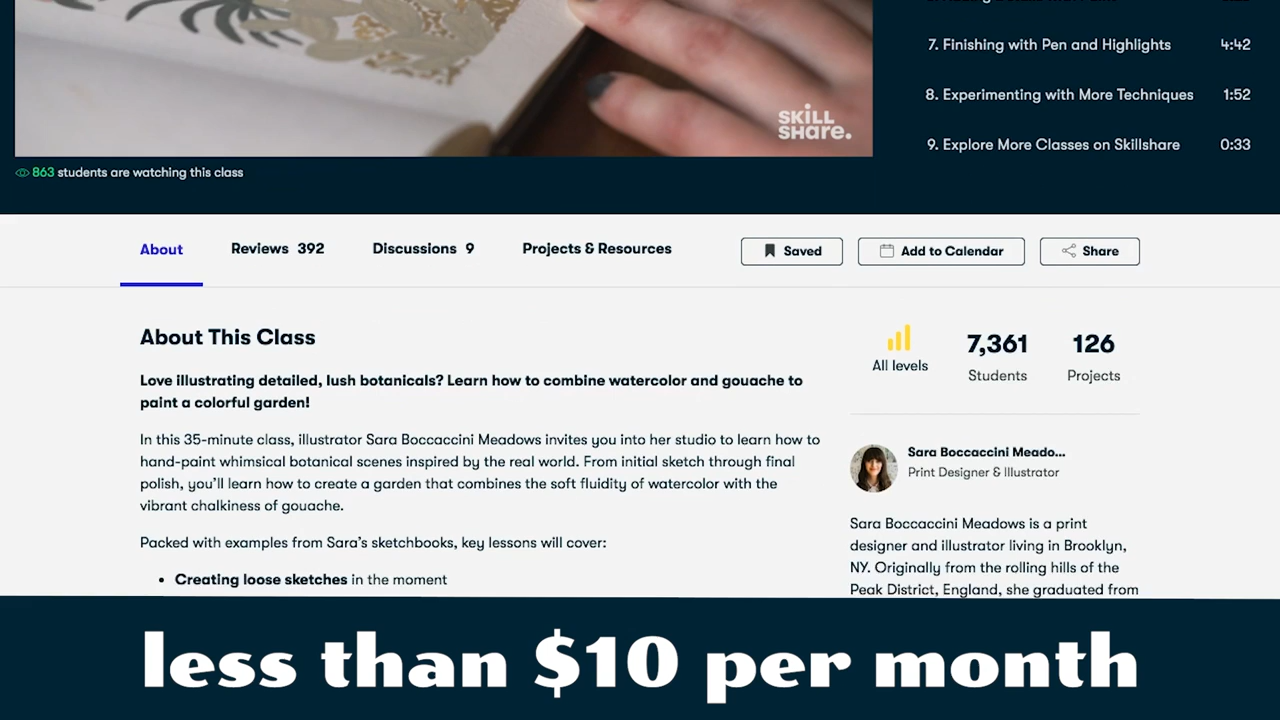 7. Finishing with Pen and Highlights 4:42
8. Experimenting with More Techniques 1:52
9. Explore More Classes on Skillshare 0:33
SKiLL
SHare.
863 students are watching this class
About Reviews 392 Discussions 9 Projects & Resources Saved Add to Calendar Share
About This Class
Love illustrating detailed, lush botanicals? Learn how to combine watercolor and gouache to
paint a colorful garden!
In this 35-minute class, illustrator Sara Boccaccini Meadows invites you into her studio to learn how to
hand-paint whimsical botanical scenes inspired by the real world. From initial sketch through final
polish, you’ll learn how to create a garden that combines the soft fluidity of watercolor with the
vibrant chalkiness of gouache.
Packed with examples from Sara’s sketchbooks, key lessons will cover:
• Creating loose sketches in the moment
All levels
7,361
Students
126
Projects
Sara Boccaccini Meado...
Print Designer & Illustrator
Sara Boccaccini Meadows is a print
designer and illustrator living in Brooklyn,
NY. Originally from the rolling hills of the
Peak District, England, she graduated from
less than $10 per month